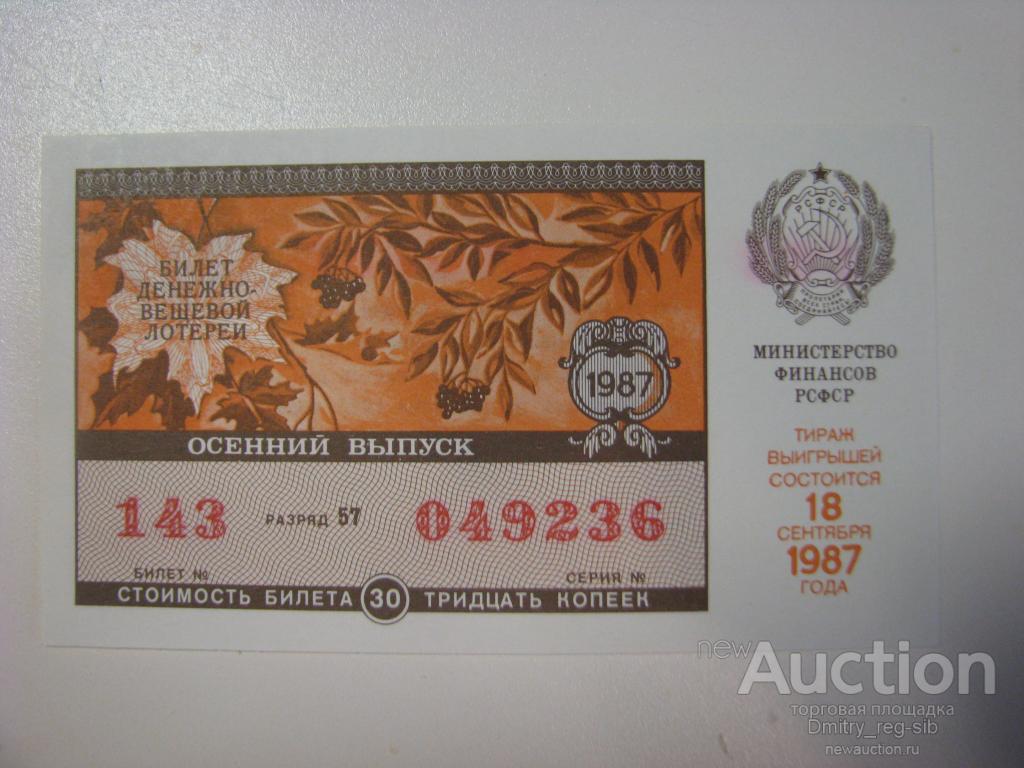 БИЛЕТ
ДЕНЕЖНО-
ВЕЩЕВОЙ
ЛОТЕРЕИ
1987
ОСЕННИЙ ВЫПУСК
143 РАЗРЯД 57 049236
БИЛЕТ № СЕРИЯ №
СТОИМОСТЬ БИЛЕТА 30 ТРИДЦАТЬ КОПЕЕК
РСФСР
МИНИСТЕРСТВО
ФИНАНСОВ
РСФСР
ТИРАЖ
ВЫИГРЫШЕЙ
СОСТОИТСЯ
18
СЕНТЯБРЯ
1987
ГОДА
newAuction
торговая площадка
Dmitry_reg-sib
newauction.ru